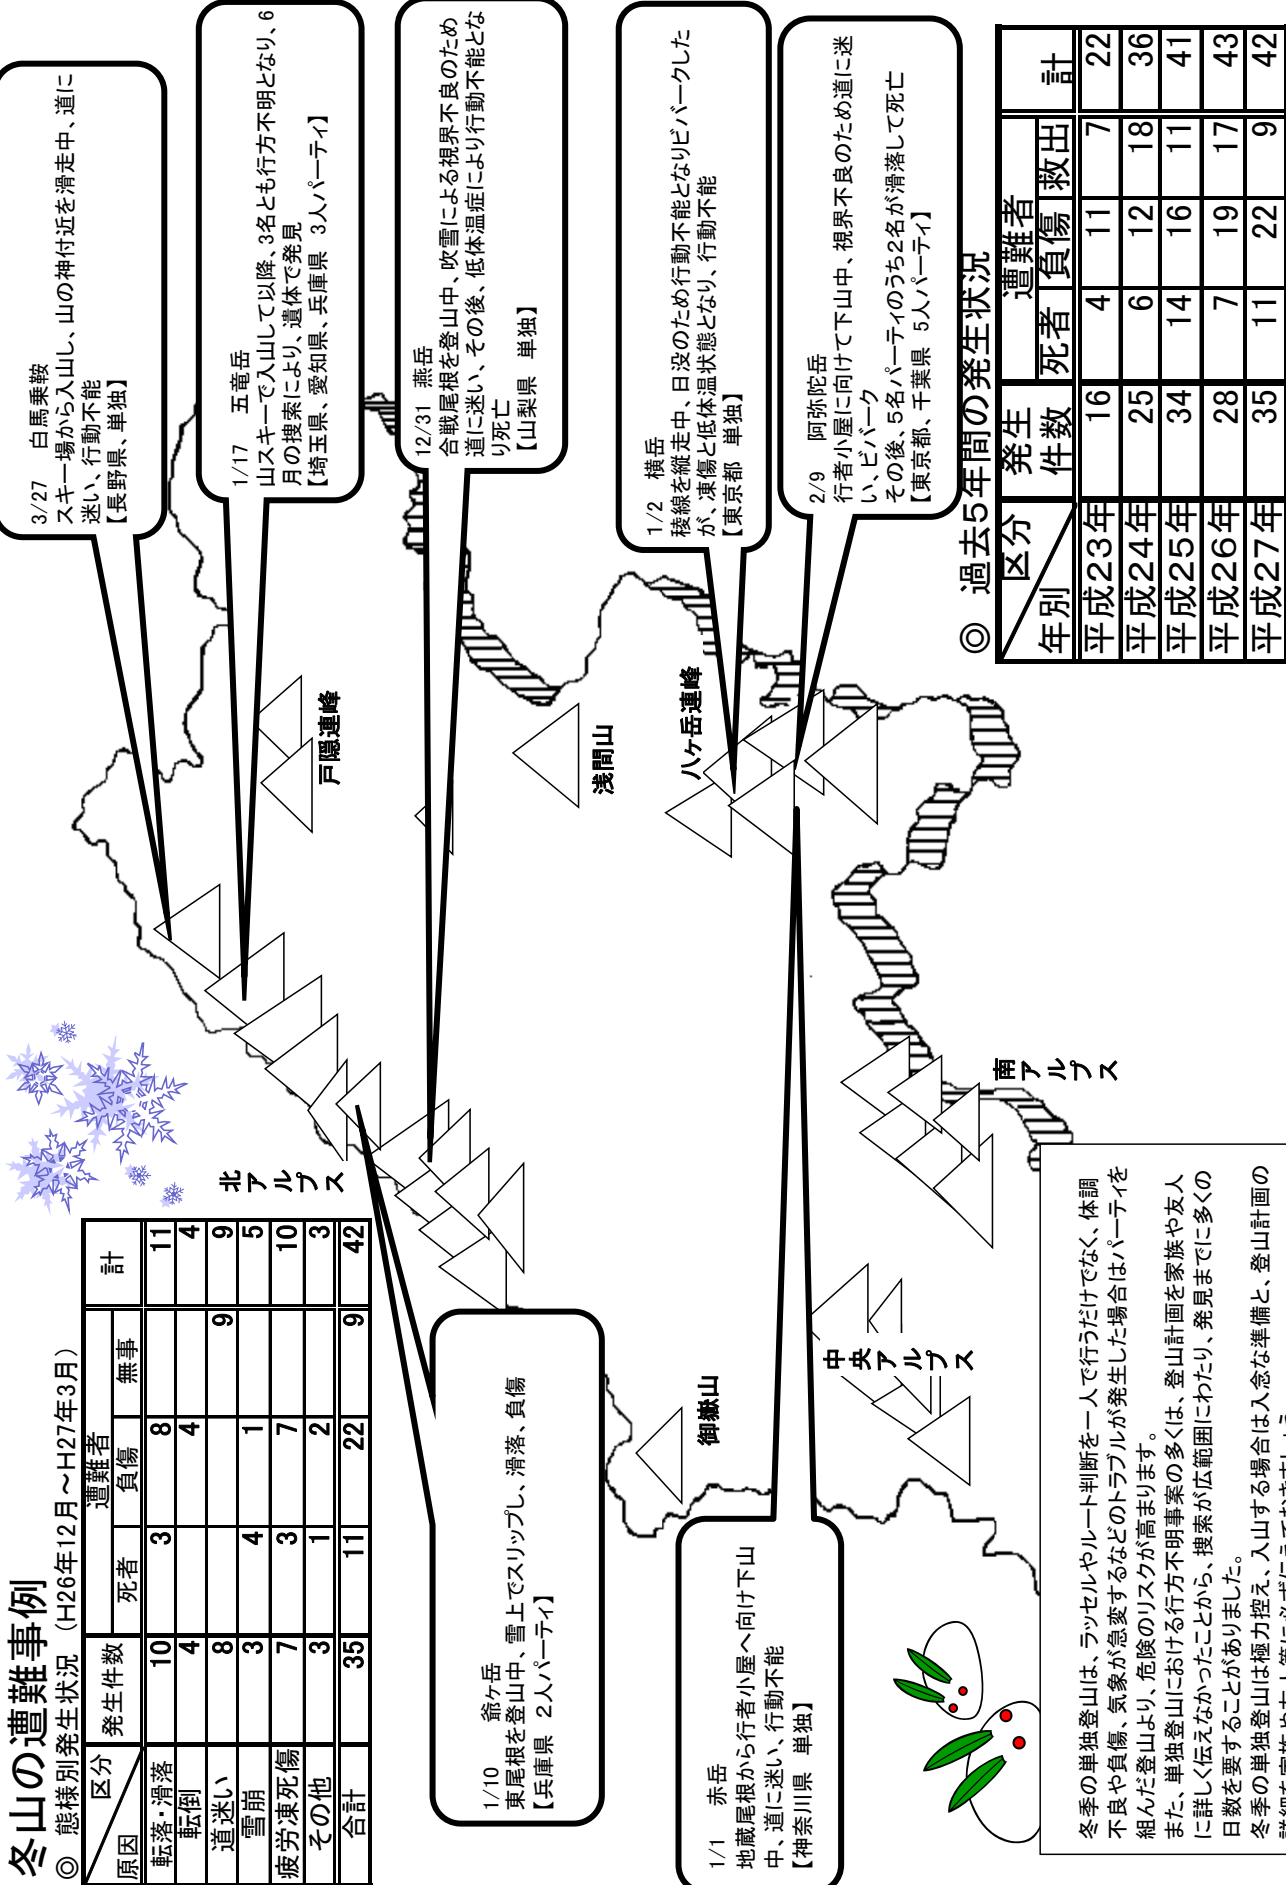 冬山の遭難事例
◎ 態様別発生状況 (H26年12月~H27年3月)
区分
原因
発生件数
遭難者
死者
負傷
無事
計
転落・滑落 10 3 8 11
転倒 4 4 4
道迷い 8 9 9
雪崩 3 4 1 5
疲労凍死傷 7 3 7 10
その他 3 1 2 3
合計 35 11 22 9 42
3/27 白馬乗鞍
スキー場から入山し、山の神付近を滑走中、道に
迷い、行動不能
【長野県、単独】
1/17 五竜岳
山スキーで入山して以降、3名とも行方不明となり、6
月の捜索により、遺体で発見
【埼玉県、愛知県、兵庫県 3人パーティ】
12/31 燕岳
合戦尾根を登山中、吹雪による視界不良のため
道に迷い、その後、低体温症により行動不能とな
り死亡
【山梨県 単独】
1/2 横岳
稜線を縦走中、日没のため行動不能となりビバークした
が、凍傷と低体温状態となり、行動不能
【東京都 単独】
2/9 阿弥陀岳
行者小屋に向けて下山中、視界不良のため道に迷
い、ビバーク
その後、5名パーティのうち2名が滑落して死亡
【東京都、千葉県 5人パーティ】
1/10 爺ヶ岳
東尾根を登山中、雪上でスリップし、滑落、負傷
【兵庫県 2人パーティ】
1/1 赤岳
地蔵尾根から行者小屋へ向け下山
中、道に迷い、行動不能
【神奈川県 単独】
北アルプス
戸隠連峰
浅間山
八ヶ岳連峰
御嶽山
中央アルプス
南アルプス
◎ 過去5年間の発生状況
区分
年別
発生件数
遭難者
死者
負傷
救出
計
平成23年 16 4 11 7 22
平成24年 25 6 12 18 36
平成25年 34 14 16 11 41
平成26年 28 7 19 17 43
平成27年 35 11 22 9 42
冬季の単独登山は、ラッセルやルート判断を一人で行うだけでなく、体調
不良や負傷、気象が急変するなどのトラブルが発生した場合はパーティを
組んだ登山より、危険のリスクが高まります。
また、単独登山における行方不明事案の多くは、登山計画を家族や友人
に詳しく伝えなかったことから、捜索が広範囲にわたり、発見までに多くの
日数を要することがありました。
冬季の単独登山は極力控え、入山する場合は入念な準備と、登山計画の